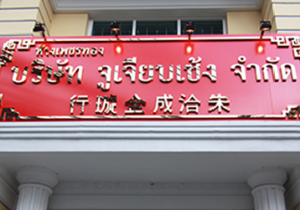 ห้างเพชรทอง
บริษัท จูเจียบเซ้ง จำกัด
行城金成洽朱